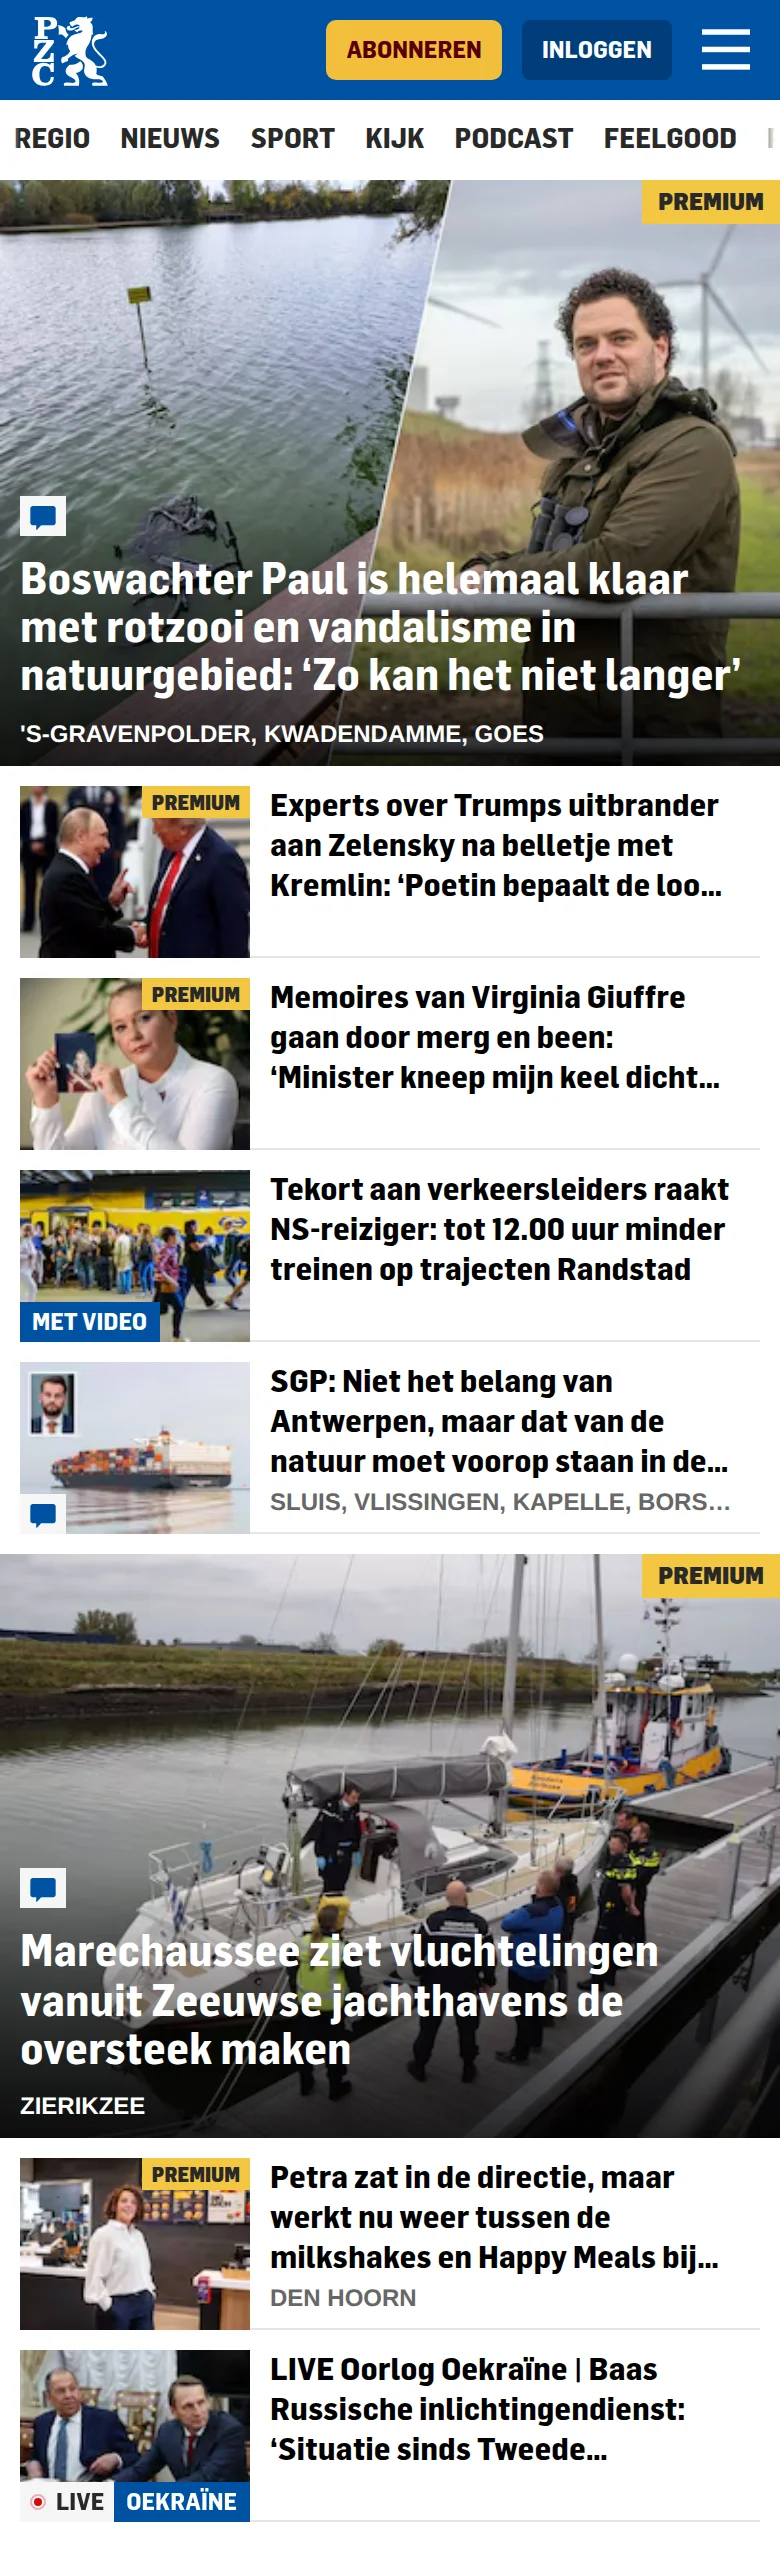 PZC
ABONNEREN
INLOGGEN
REGIO NIEUWS SPORT KIJK PODCAST FEELGOOD
PREMIUM
Boswachter Paul is helemaal klaar
met rotzooi en vandalisme in
natuurgebied: ‘Zo kan het niet langer’
'S-GRAVENPOLDER, KWADENDAMME, GOES
PREMIUM
Experts over Trumps uitbrander
aan Zelensky na belletje met
Kremlin: ‘Poetin bepaalt de loo...
PREMIUM
Memoires van Virginia Giuffre
gaan door merg en been:
‘Minister kneep mijn keel dicht...
MET VIDEO
Tekort aan verkeersleiders raakt
NS-reiziger: tot 12.00 uur minder
treinen op trajecten Randstad
SGP: Niet het belang van
Antwerpen, maar dat van de
natuur moet voorop staan in de...
SLUIS, VLISSINGEN, KAPELLE, BORS...
PREMIUM
Marechaussee ziet vluchtelingen
vanuit Zeeuwse jachthavens de
oversteek maken
ZIERIKZEE
PREMIUM
Petra zat in de directie, maar
werkt nu weer tussen de
milkshakes en Happy Meals bij...
DEN HOORN
LIVE OEKRAÏNE
LIVE Oorlog Oekraïne | Baas
Russische inlichtingendienst:
‘Situatie sinds Tweede...